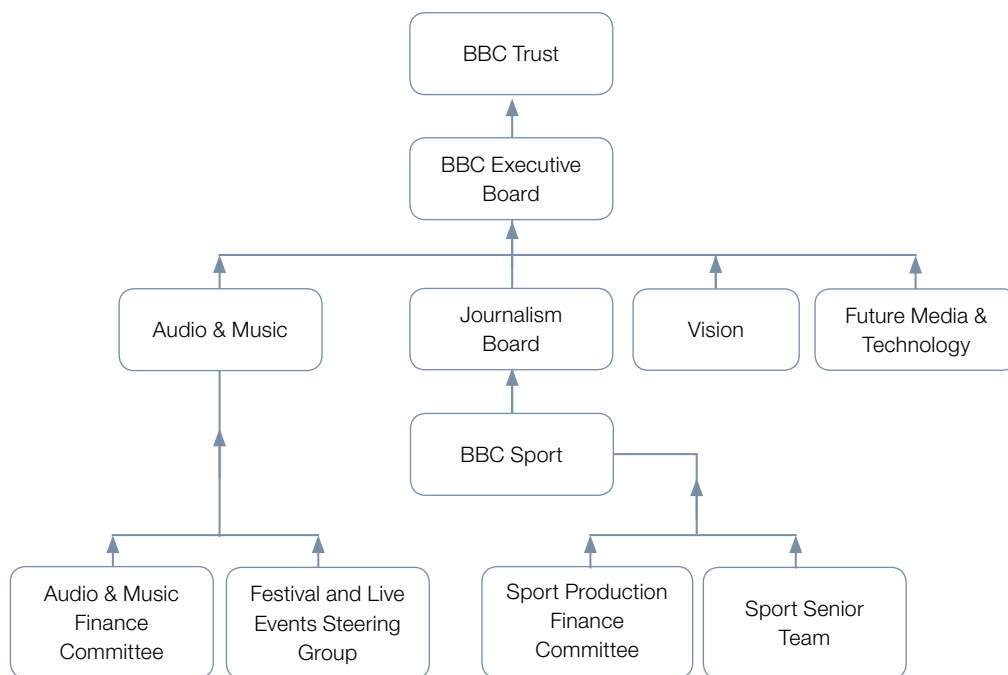 BBC Trust
BBC Executive
Board
Audio & Music
Journalism
Board
Vision
Future Media &
Technology
BBC Sport
Audio & Music
Finance
Committee
Festival and Live
Events Steering
Group
Sport Production
Finance
Committee
Sport Senior
Team